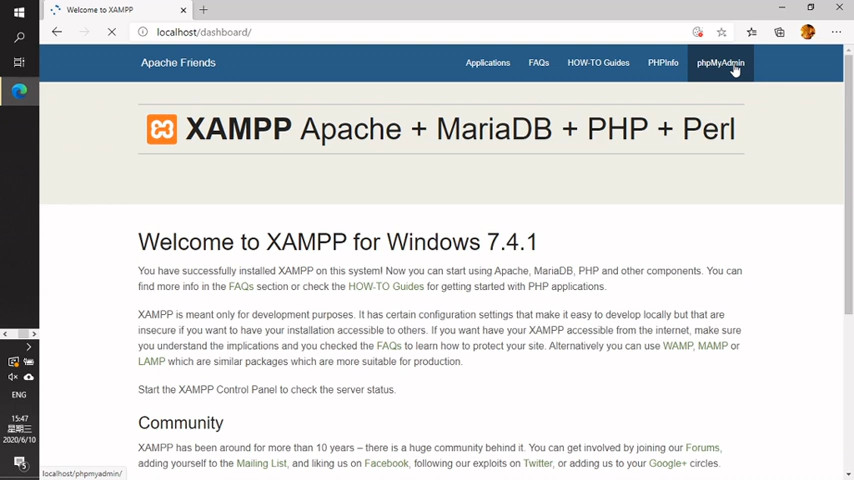 Welcome to XAMPP
localhost/dashboard/
Apache Friends
Applications
FAQs
HOW-TO Guides
PHPInfo
phpMyAdmin
XAMPP Apache + MariaDB + PHP + Perl
Welcome to XAMPP for Windows 7.4.1
You have successfully installed XAMPP on this system! Now you can start using Apache, MariaDB, PHP and other components. You can
find more info in the FAQs section or check the HOW-TO Guides for getting started with PHP applications.
XAMPP is meant only for development purposes. It has certain configuration settings that make it easy to develop locally but that are
insecure if you want to have your installation accessible to others. If you want have your XAMPP accessible from the internet, make sure
you understand the implications and you checked the FAQs to learn how to protect your site. Alternatively you can use WAMP, MAMP or
LAMP which are similar packages which are more suitable for production.
Start the XAMPP Control Panel to check the server status.
Community
XAMPP has been around for more than 10 years – there is a huge community behind it. You can get involved by joining our Forums,
adding yourself to the Mailing List, and liking us on Facebook, following our exploits on Twitter, or adding us to your Google+ circles.
ENG
15:47
星期三
2020/6/10
5
localhost/phpmyadmin/